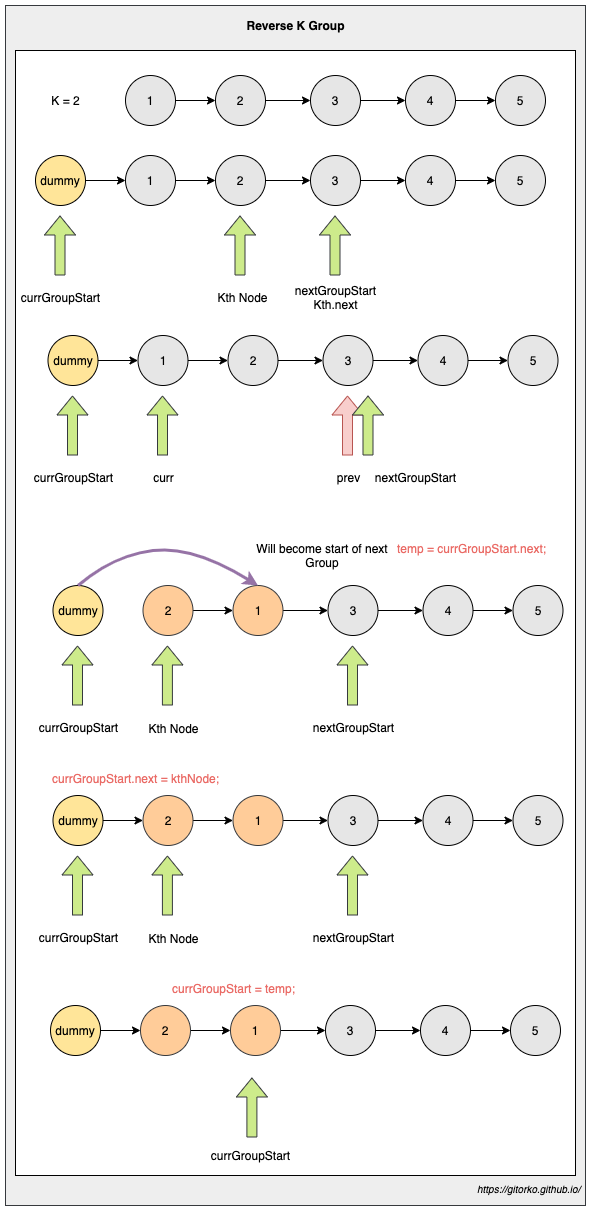 Reverse K Group
K = 2
1
2
3
4
5
dummy
1
2
3
4
5
currGroupStart
Kth Node
nextGroupStart
Kth.next
dummy
1
2
3
4
5
currGroupStart
curr
prev
nextGroupStart
Will become start of next
Group
temp = currGroupStart.next;
dummy
2
1
3
4
5
currGroupStart
Kth Node
nextGroupStart
currGroupStart.next = kthNode;
dummy
2
1
3
4
5
currGroupStart
Kth Node
nextGroupStart
currGroupStart = temp;
dummy
2
1
3
4
5
currGroupStart
https://gitorko.github.io/